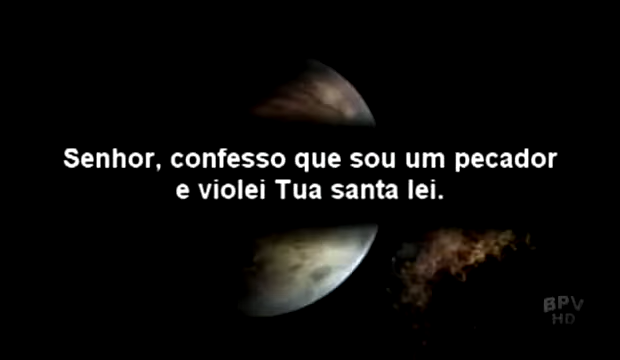 Senhor, confesso que sou um pecador
e violei Tua santa lei.
BPV
HD